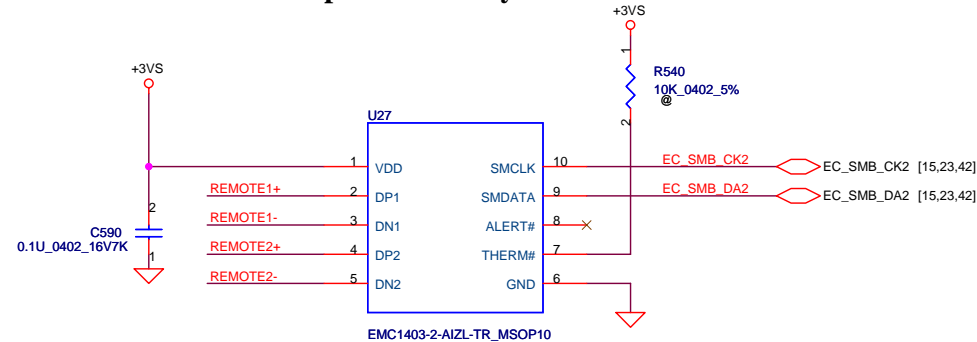 +3VS
+3VS
1
R540
10K_0402_5%
@
2
U27
1 VDD SMCLK 10 EC_SMB_CK2 EC_SMB_CK2 [15,23,42]
REMOTE1+ 2 DP1 SMDATA 9 EC_SMB_DA2 EC_SMB_DA2 [15,23,42]
REMOTE1- 3 DN1 ALERT# 8
REMOTE2+ 4 DP2 THERM# 7
REMOTE2- 5 DN2 GND 6
2
C590
0.1U_0402_16V7K
1
EMC1403-2-AIZL-TR_MSOP10